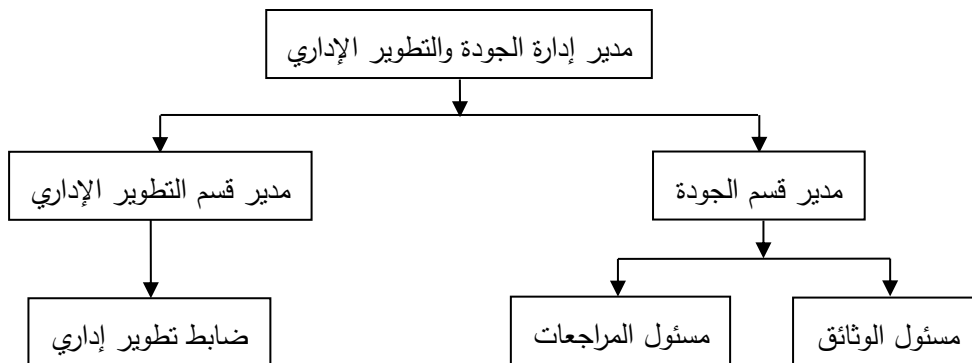 مدير إدارة الجودة والتطوير الإداري
مدير قسم الجودة
مدير قسم التطوير الإداري
مسئول الوثائق
مسئول المراجعات
ضابط تطوير إداري